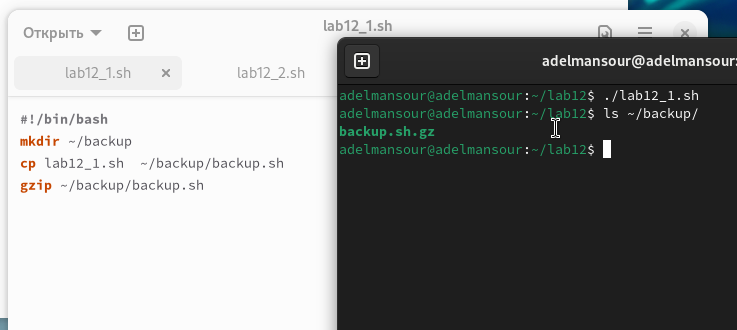 Открыть
lab12_1.sh
lab12_1.sh
lab12_2.sh
#!/bin/bash
mkdir ~/backup
cp lab12_1.sh  ~/backup/backup.sh
gzip ~/backup/backup.sh
adelmansour@adelmansour:
adelmansour@adelmansour:~/lab12$ ./lab12_1.sh
adelmansour@adelmansour:~/lab12$ ls ~/backup/
backup.sh.gz
adelmansour@adelmansour:~/lab12$